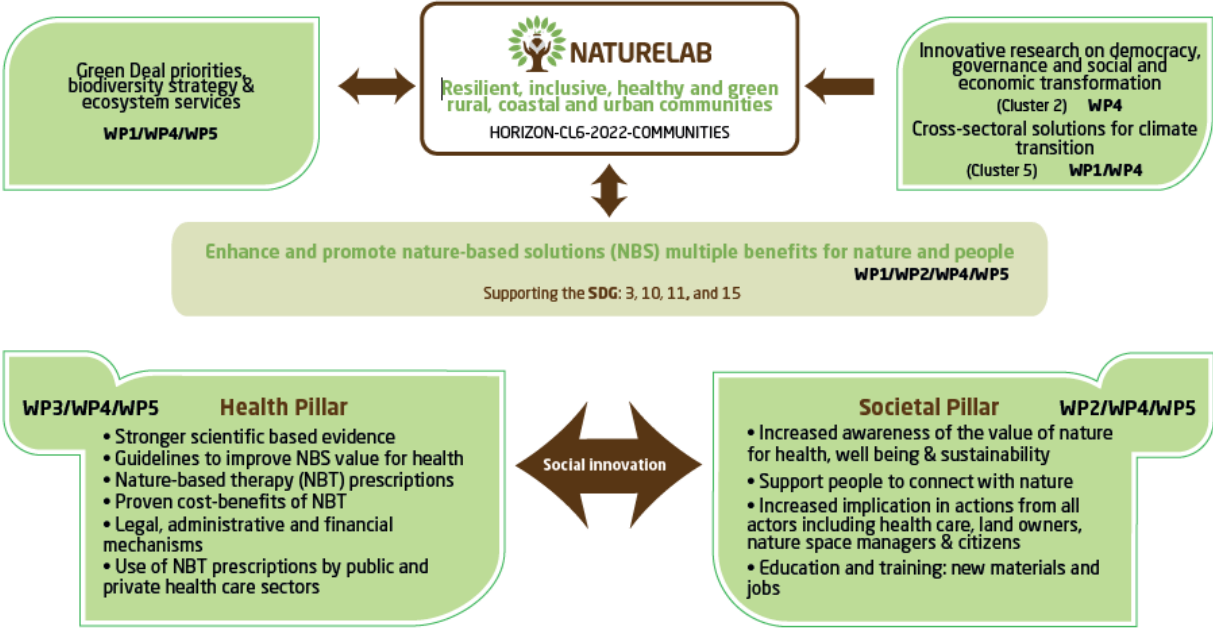 Green Deal priorities,
biodiversity strategy &
ecosystem services
WP1/WP4/WP5
NATURELAB
Resilient, inclusive, healthy and green
rural, coastal and urban communities
HORIZON-CL6-2022-COMMUNITIES
Innovative research on democracy,
governance and social and
economic transformation
(Cluster 2) WP4
Cross-sectoral solutions for climate
transition
(Cluster 5) WP1/WP4
Enhance and promote nature-based solutions (NBS) multiple benefits for nature and people
WP1/WP2/WP4/WP5
Supporting the SDG: 3, 10, 11, and 15
WP3/WP4/WP5
Health Pillar
• Stronger scientific based evidence
• Guidelines to improve NBS value for health
• Nature-based therapy (NBT) prescriptions
• Proven cost-benefits of NBT
• Legal, administrative and financial
mechanisms
• Use of NBT prescriptions by public and
private health care sectors
Social innovation
Societal Pillar
WP2/WP4/WP5
• Increased awareness of the value of nature
for health, well being & sustainability
• Support people to connect with nature
• Increased implication in actions from all
actors including health care, land owners,
nature space managers & citizens
• Education and training: new materials and
jobs